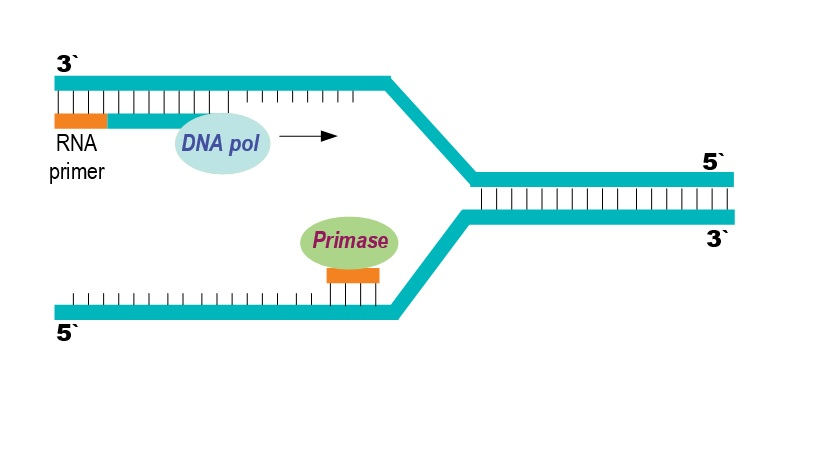 3`
RNA
primer
DNA pol
5`
3`
Primase
5`